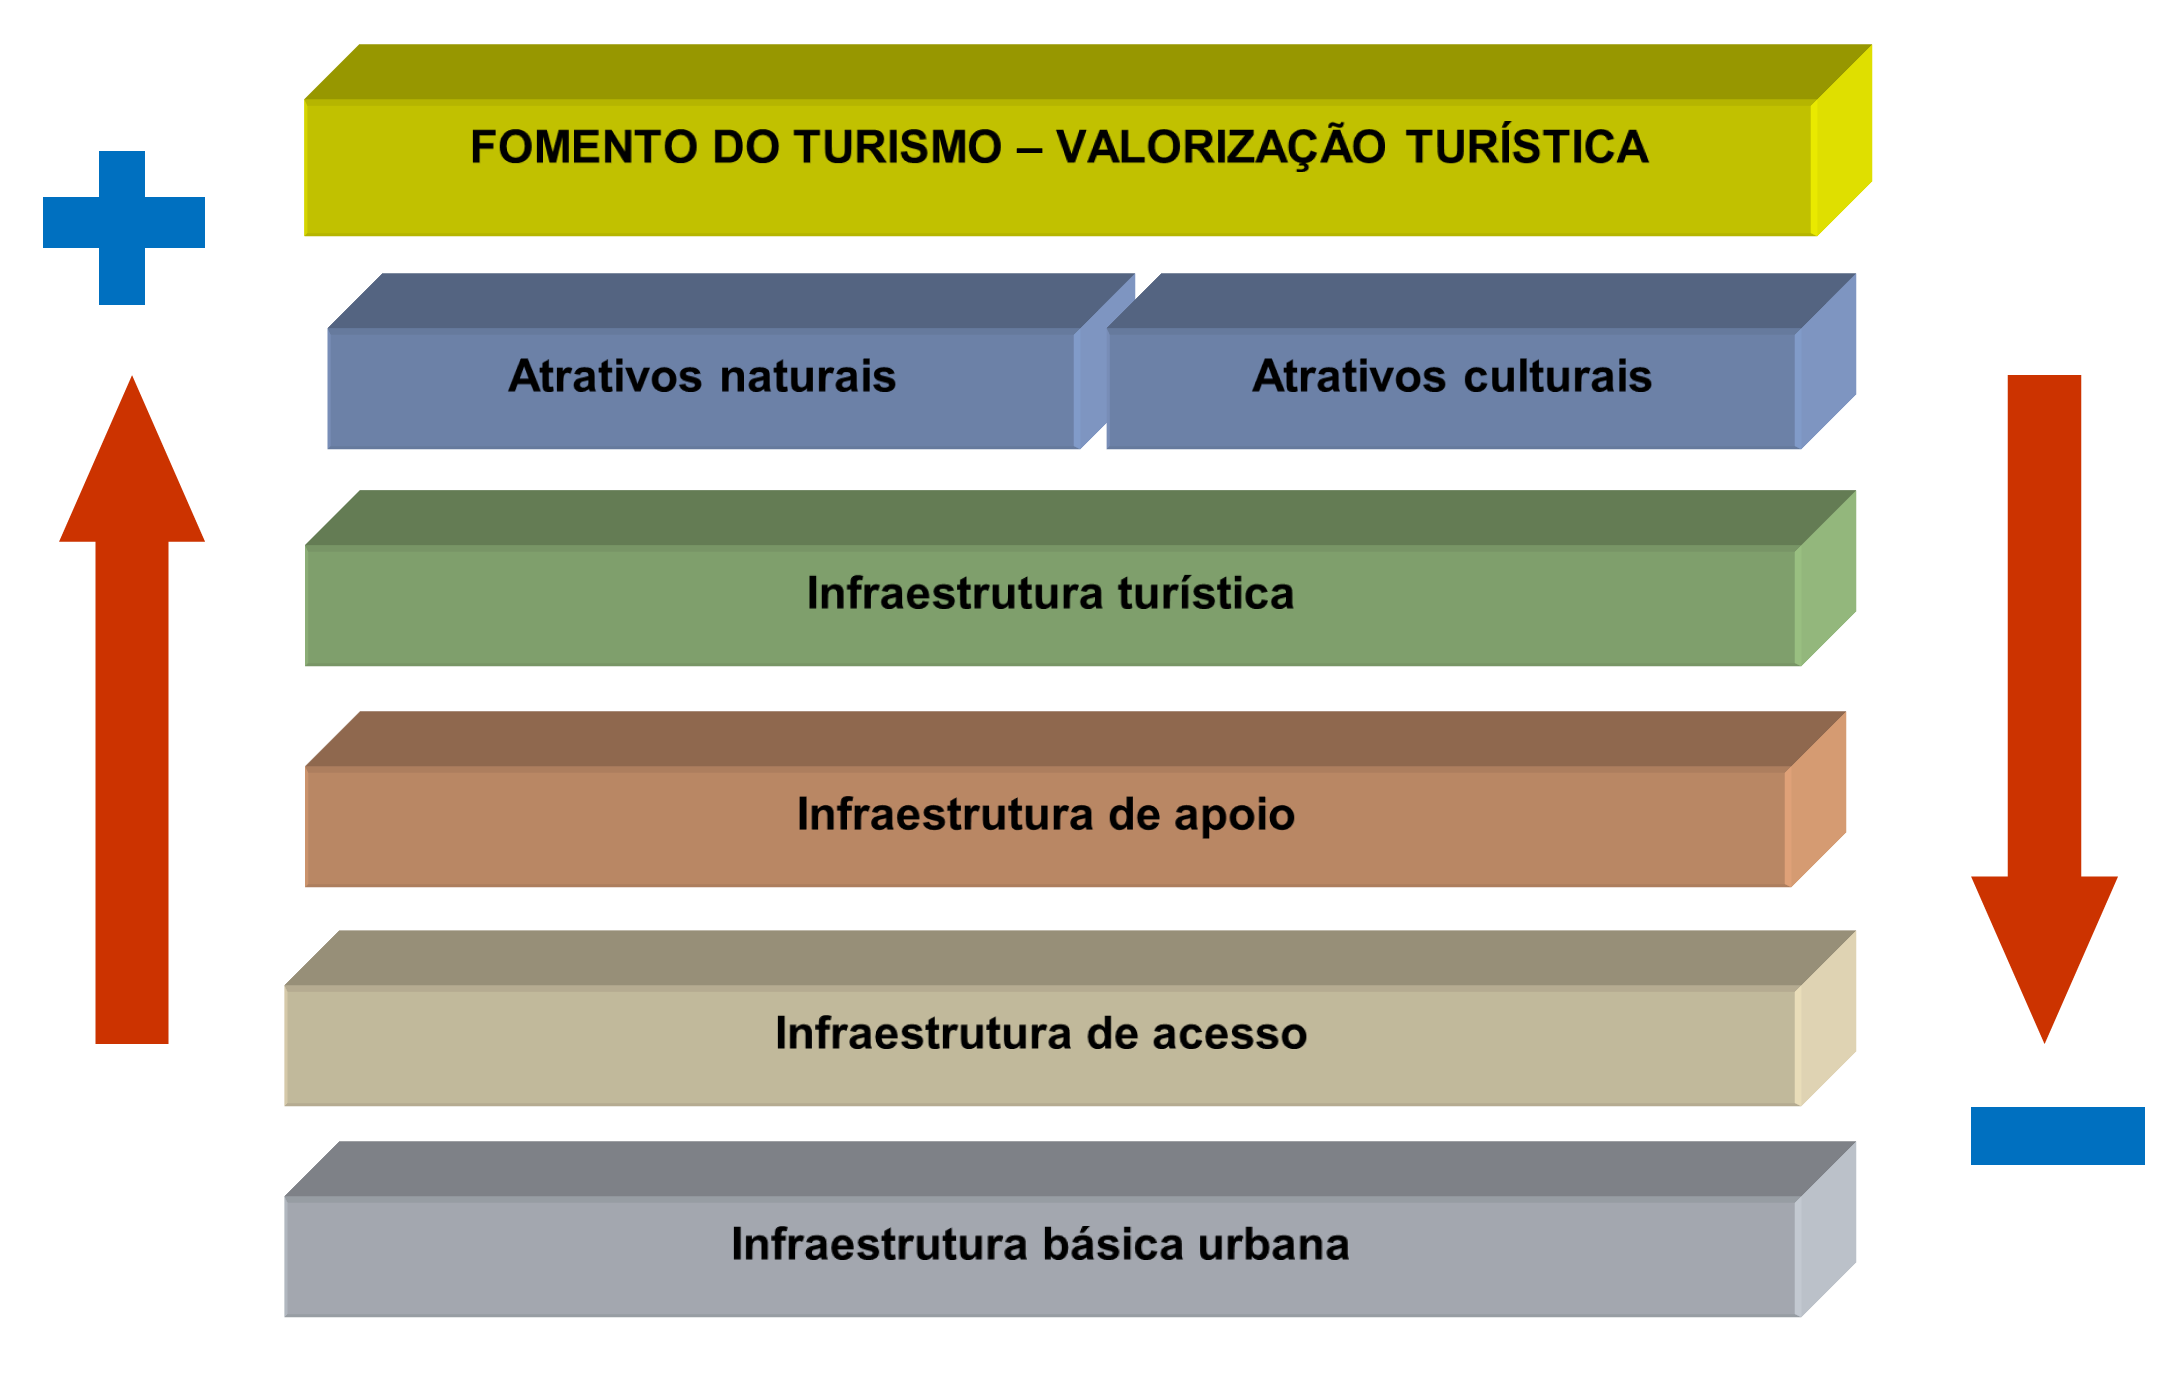 FOMENTO DO TURISMO – VALORIZAÇÃO TURÍSTICA
Atrativos naturais
Atrativos culturais
Infraestrutura turística
Infraestrutura de apoio
Infraestrutura de acesso
Infraestrutura básica urbana